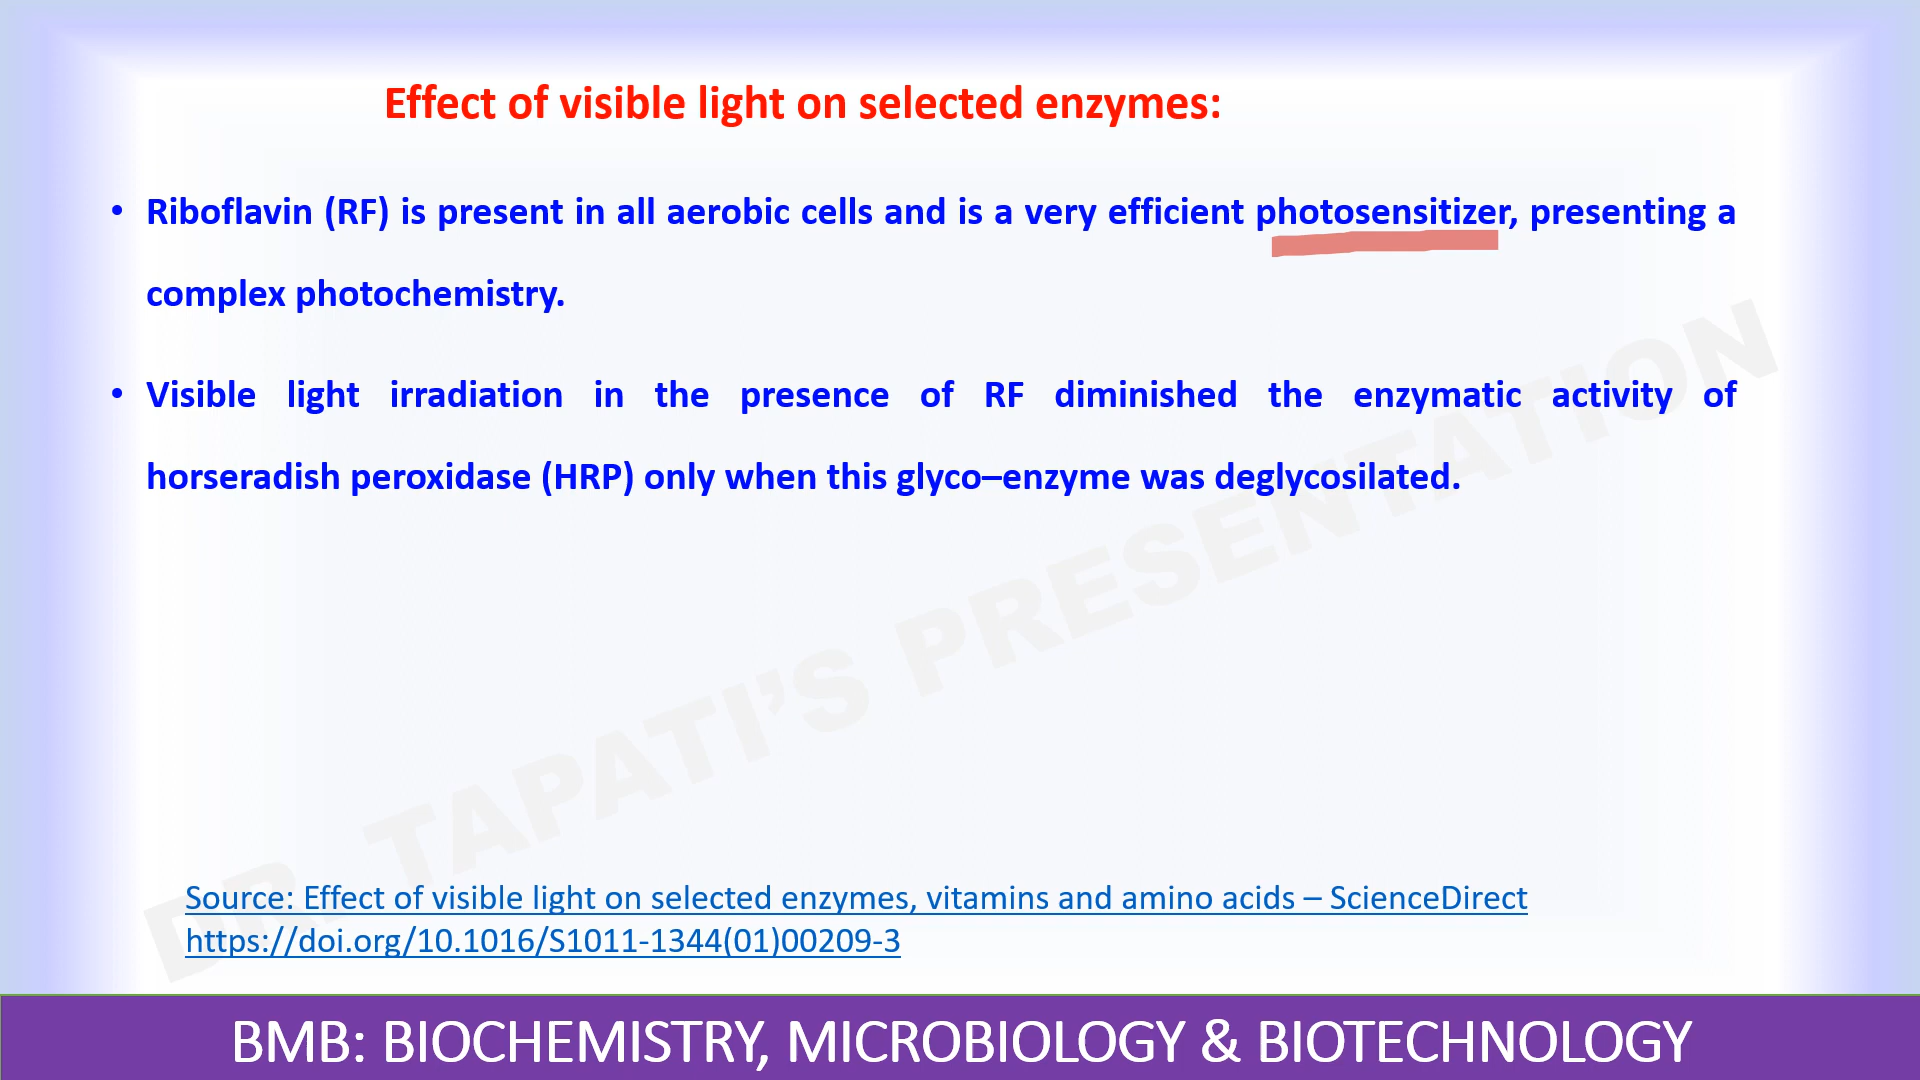 Effect of visible light on selected enzymes:
• Riboflavin (RF) is present in all aerobic cells and is a very efficient photosensitizer, presenting a
complex photochemistry.
• Visible light irradiation in the presence of RF diminished the enzymatic activity of
horseradish peroxidase (HRP) only when this glyco–enzyme was deglycosilated.
DR. TAPATI'S PRESENTATION
Source: Effect of visible light on selected enzymes, vitamins and amino acids – ScienceDirect
https://doi.org/10.1016/S1011-1344(01)00209-3
BMB: BIOCHEMISTRY, MICROBIOLOGY & BIOTECHNOLOGY